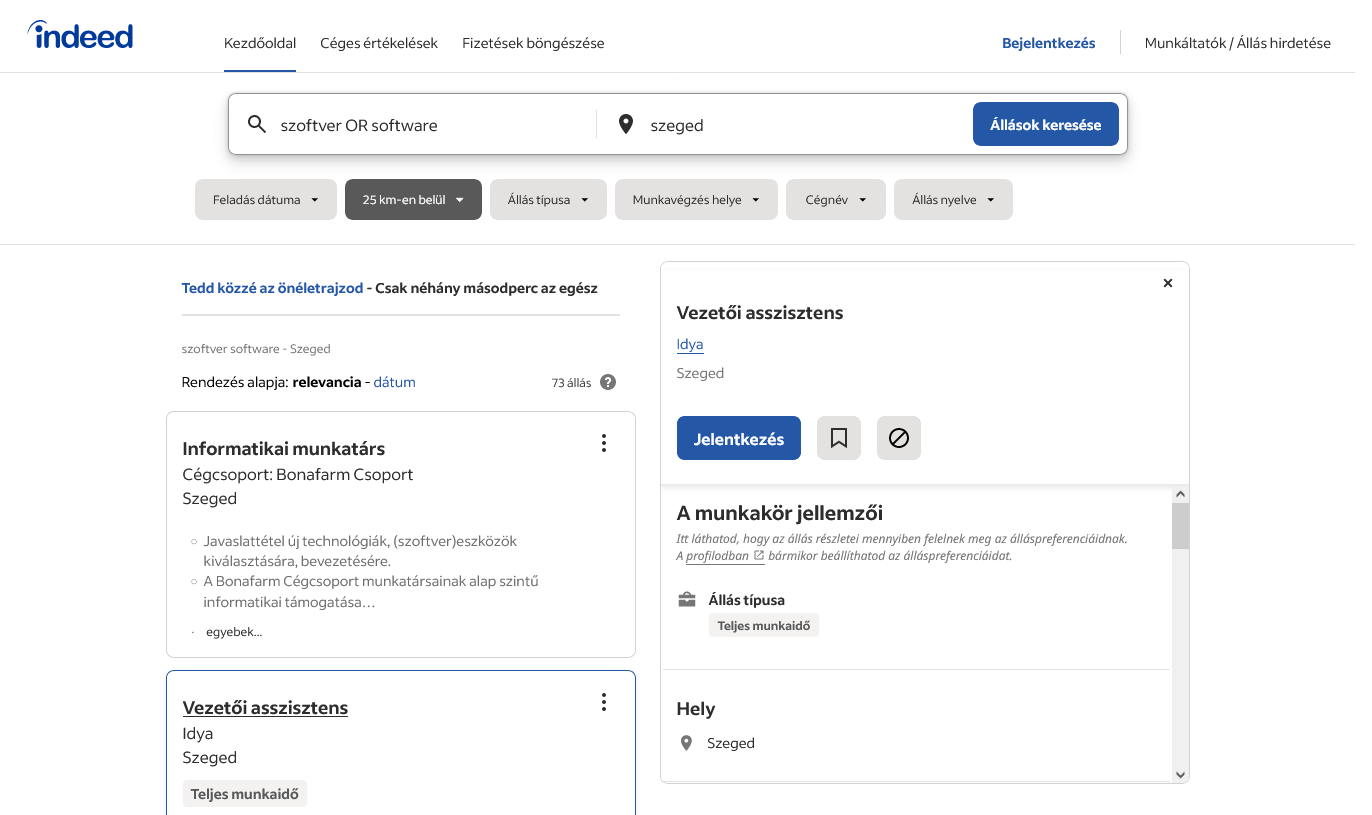 indeed
Kezdőoldal
Céges értékelések
Fizetések böngészése
Bejelentkezés
Munkáltatók / Állás hirdetése
szoftver OR software
szeged
Állások keresése
Feladás dátuma
25 km-en belül
Állás típusa
Munkavégzés helye
Cégnév
Állás nyelve
Tedd közzé az önéletrajzod - Csak néhány másodperc az egész
szoftver software - Szeged
Rendezés alapja: relevancia - dátum
73 állás
Informatikai munkatárs
Cégcsoport: Bonafarm Csoport
Szeged
Javaslattétel új technológiák, (szoftver)eszközök
kiválasztására, bevezetésére.
A Bonafarm Cégcsoport munkatársainak alap szintű
informatikai támogatása…
egyebek...
Vezetői asszisztens
Idya
Szeged
Teljes munkaidő
Vezetői asszisztens
Idya
Szeged
Jelentkezés
A munkakör jellemzői
Itt láthatod, hogy az állás részletei mennyiben felelnek meg az álláspreferenciáidnak.
A profilodban bármikor beállíthatod az álláspreferenciáidat.
Állás típusa
Teljes munkaidő
Hely
Szeged